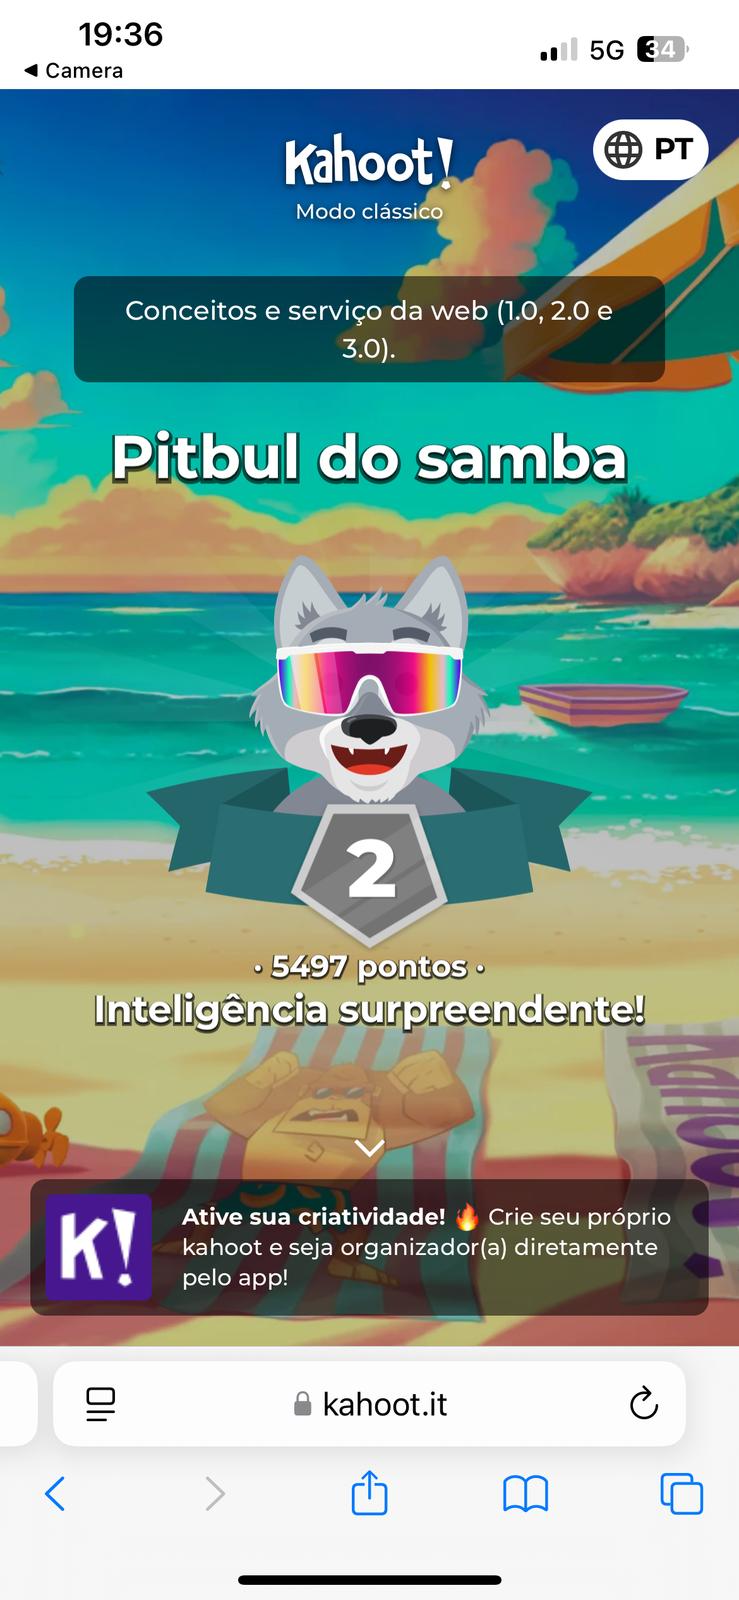 19:36
Camera
5G
34
Kahoot!
PT
Modo clássico
Conceitos e serviço da web (1.0, 2.0 e
3.0).
Pitbul do samba
2
· 5497 pontos ·
Inteligência surpreendente!
Kahoot!
K!
Ative sua criatividade! 🔥 Crie seu próprio
kahoot e seja organizador(a) diretamente
pelo app!
kahoot.it